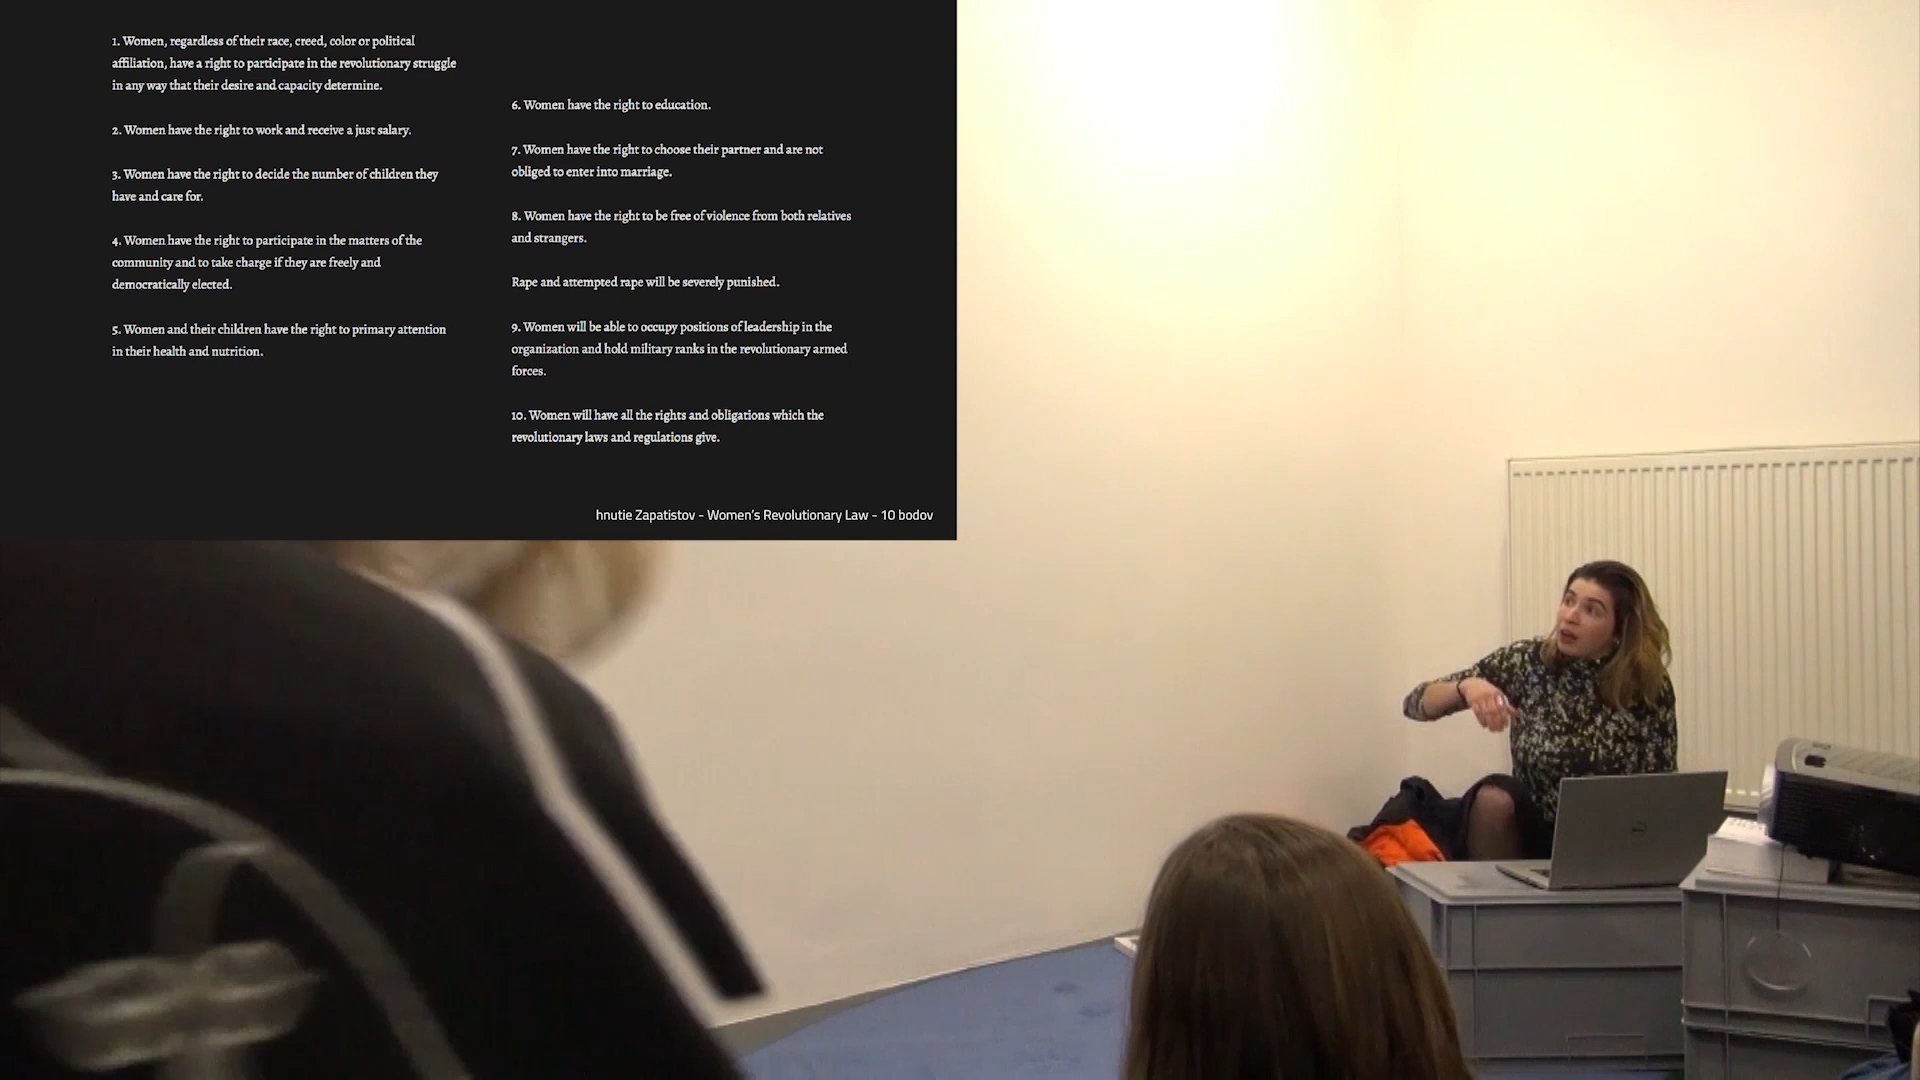 1. Women, regardless of their race, creed, color or political
affiliation, have a right to participate in the revolutionary struggle
in any way that their desire and capacity determine.
2. Women have the right to work and receive a just salary.
3. Women have the right to decide the number of children they
have and care for.
4. Women have the right to participate in the matters of the
community and to take charge if they are freely and
democratically elected.
5. Women and their children have the right to primary attention
in their health and nutrition.
6. Women have the right to education.
7. Women have the right to choose their partner and are not
obliged to enter into marriage.
8. Women have the right to be free of violence from both relatives
and strangers.
Rape and attempted rape will be severely punished.
9. Women will be able to occupy positions of leadership in the
organization and hold military ranks in the revolutionary armed
forces.
10. Women will have all the rights and obligations which the
revolutionary laws and regulations give.
hnutie Zapatistov - Women's Revolutionary Law - 10 bodov